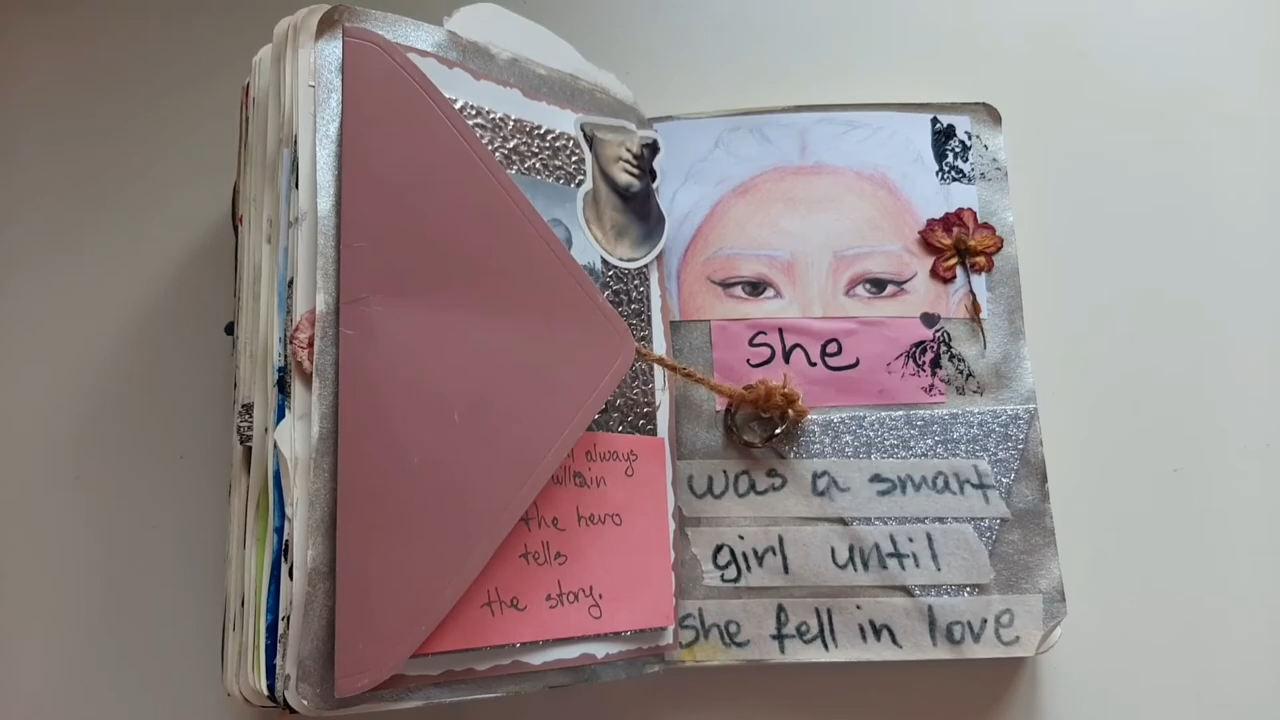 always
the hero
tells
the story.
she
was a smart
girl until
she fell in love